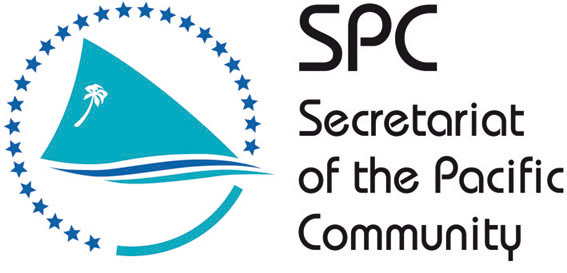 SPC
Secretariat
of the Pacific
Community